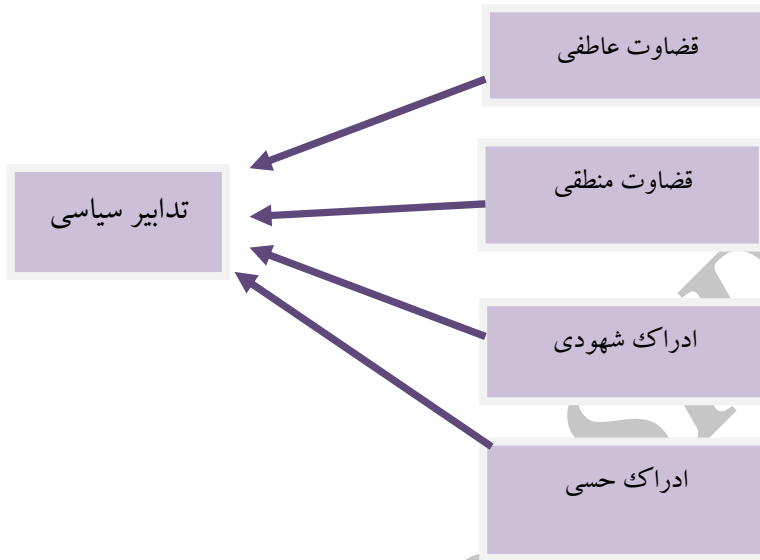 قضاوت عاطفی
قضاوت منطقی
تدابیر سیاسی
ادراک شهودی
ادراک حسی